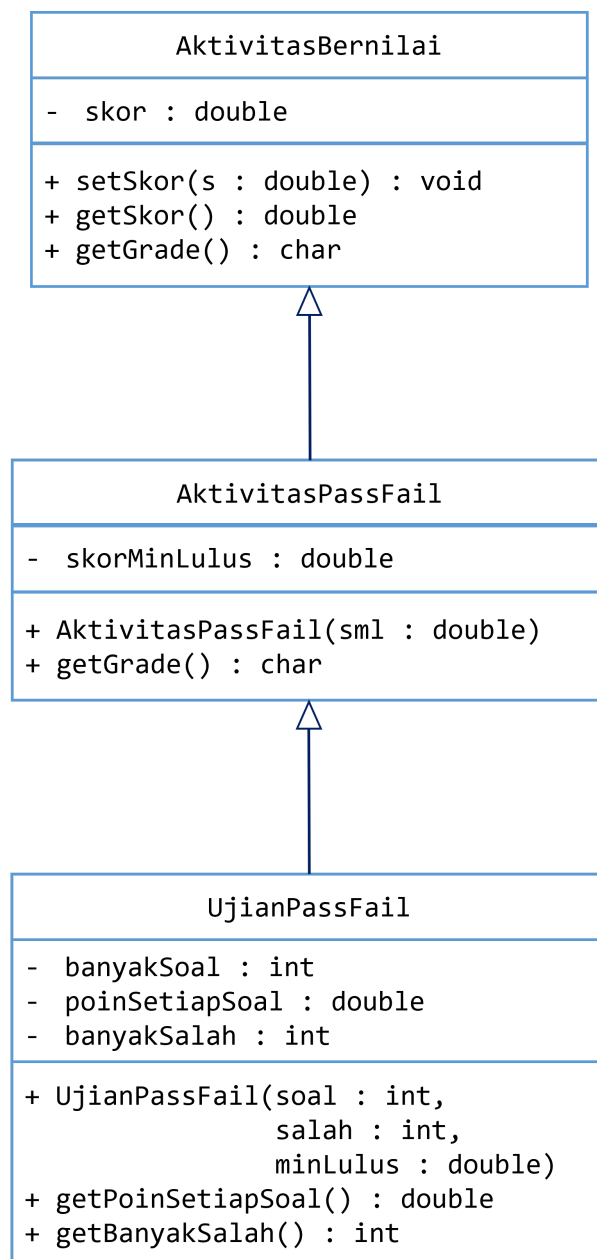 AktivitasBernilai
- skor : double
+ setSkor(s : double) : void
+ getSkor() : double
+ getGrade() : char
AktivitasPassFail
- skorMinLulus : double
+ AktivitasPassFail(sml : double)
+ getGrade() : char
UjianPassFail
- banyakSoal : int
- poinSetiapSoal : double
- banyakSalah : int
+ UjianPassFail(soal : int,
salah : int,
minLulus : double)
+ getPoinSetiapSoal() : double
+ getBanyakSalah() : int